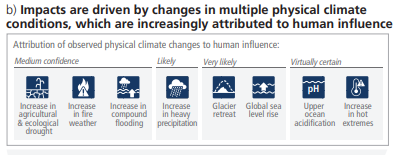 b) Impacts are driven by changes in multiple physical climate
conditions, which are increasingly attributed to human influence
Attribution of observed physical climate changes to human influence:
Medium confidence
Likely
Very likely
Virtually certain
Increase in
agricultural
& ecological
drought
Increase
in fire
weather
Increase in
compound
flooding
Increase
in heavy
precipitation
Glacier
retreat
Global sea
level rise
pH
Upper
ocean
acidification
Increase
in hot
extremes